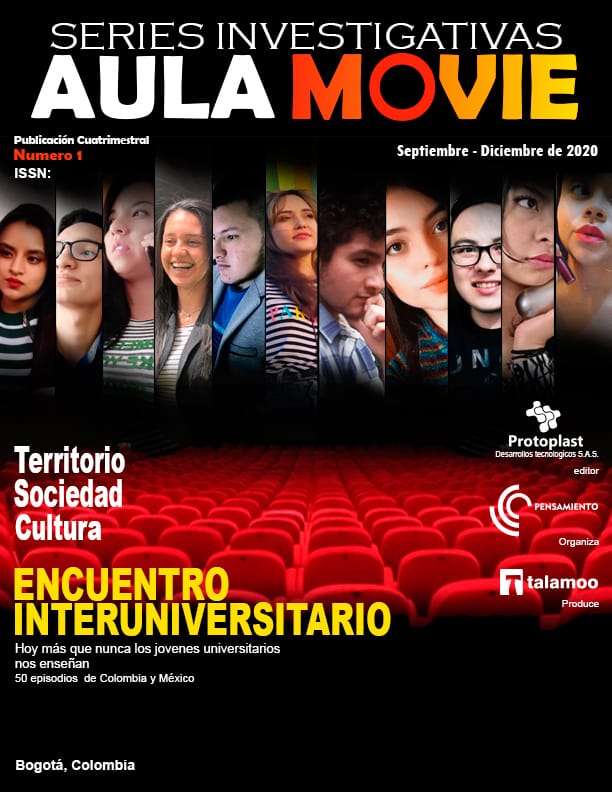 SERIES INVESTIGATIVAS
AULA MOVIE
Publicación Cuatrimestral
Numero 1
ISSN:
Septiembre - Diciembre de 2020
Protoplast
Desarrollos tecnologicos S.A.S.
editor
Territorio
Sociedad
Cultura
PENSAMIENTO
Organiza
talamoo
Produce
ENCUENTRO
INTERUNIVERSITARIO
Hoy más que nunca los jovenes universitarios
nos enseñan
50 episodios de Colombia y México
Bogotá, Colombia